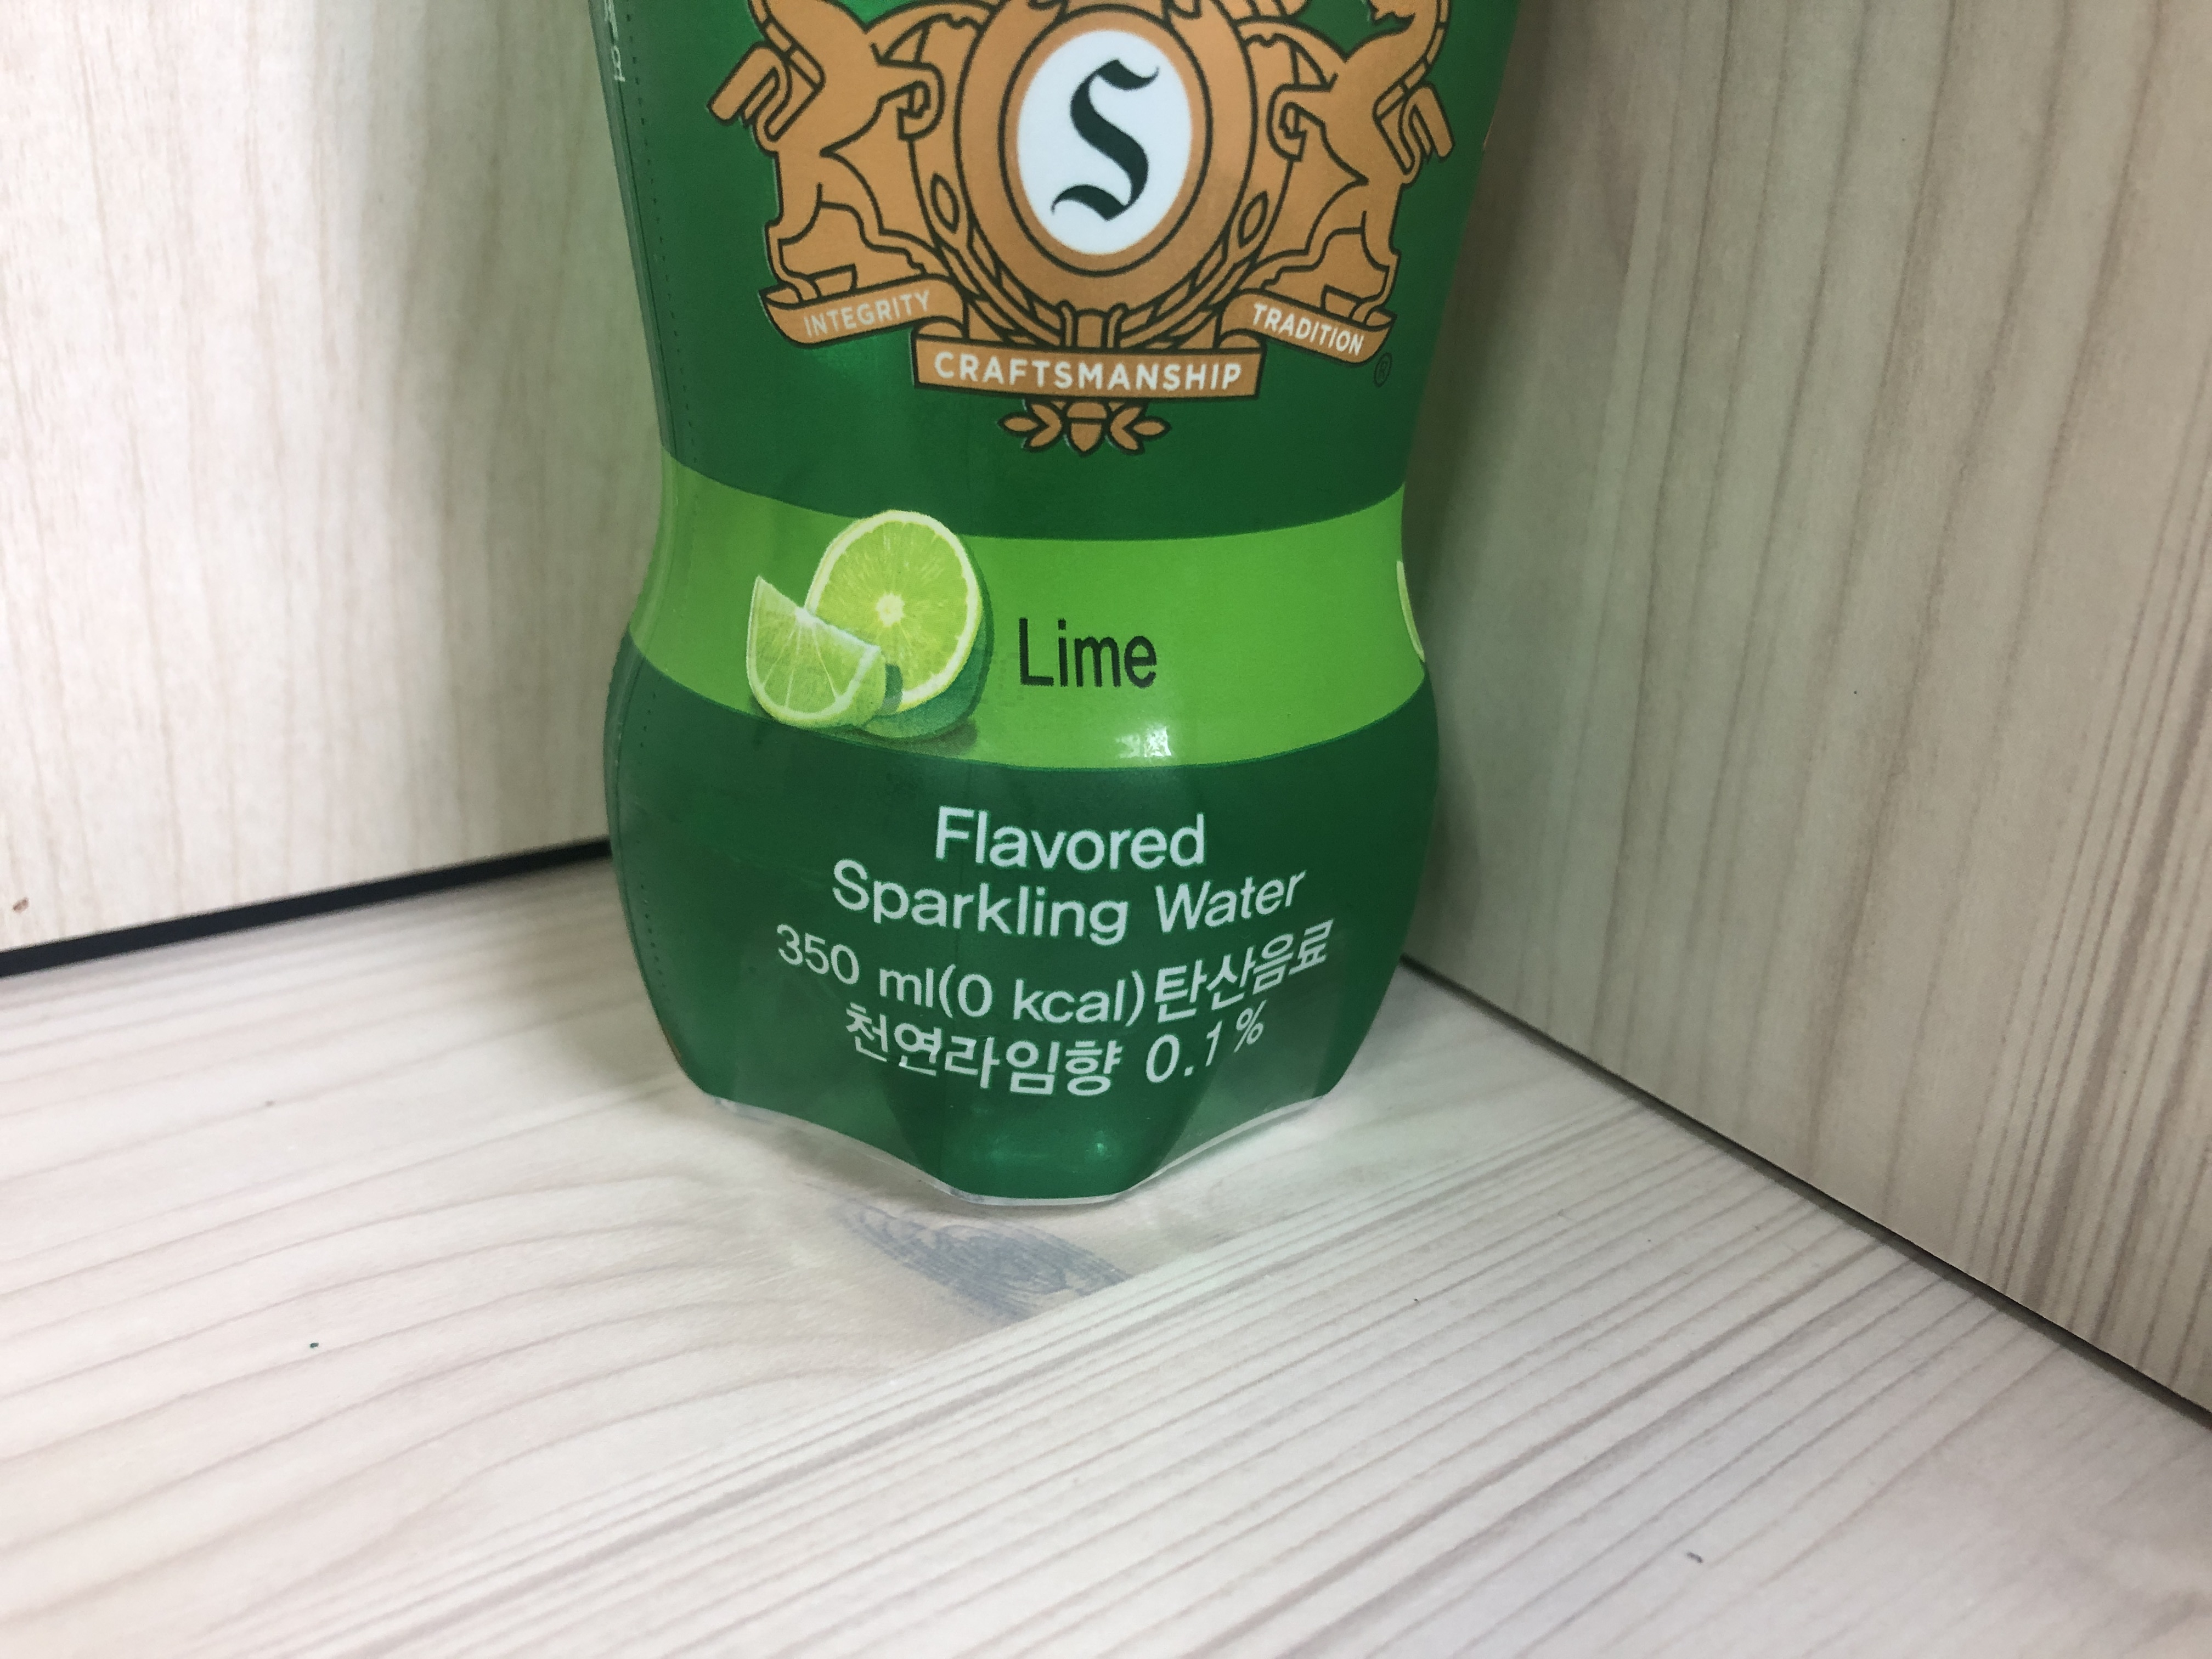 S
INTEGRITY
CRAFTSMANSHIP
TRADITION
®
Lime
Flavored
Sparkling Water
350 ml(0 kcal)탄산음료
천연라임향 0.1%